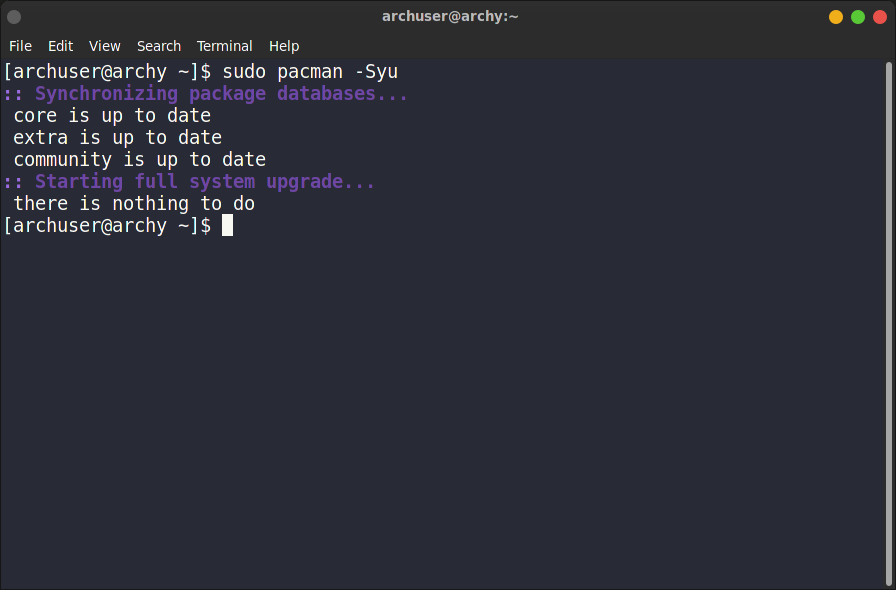 archuser@archy:~
File Edit View Search Terminal Help
[archuser@archy ~]$ sudo pacman -Syu
:: Synchronizing package databases...
core is up to date
extra is up to date
community is up to date
:: Starting full system upgrade...
there is nothing to do
[archuser@archy ~]$